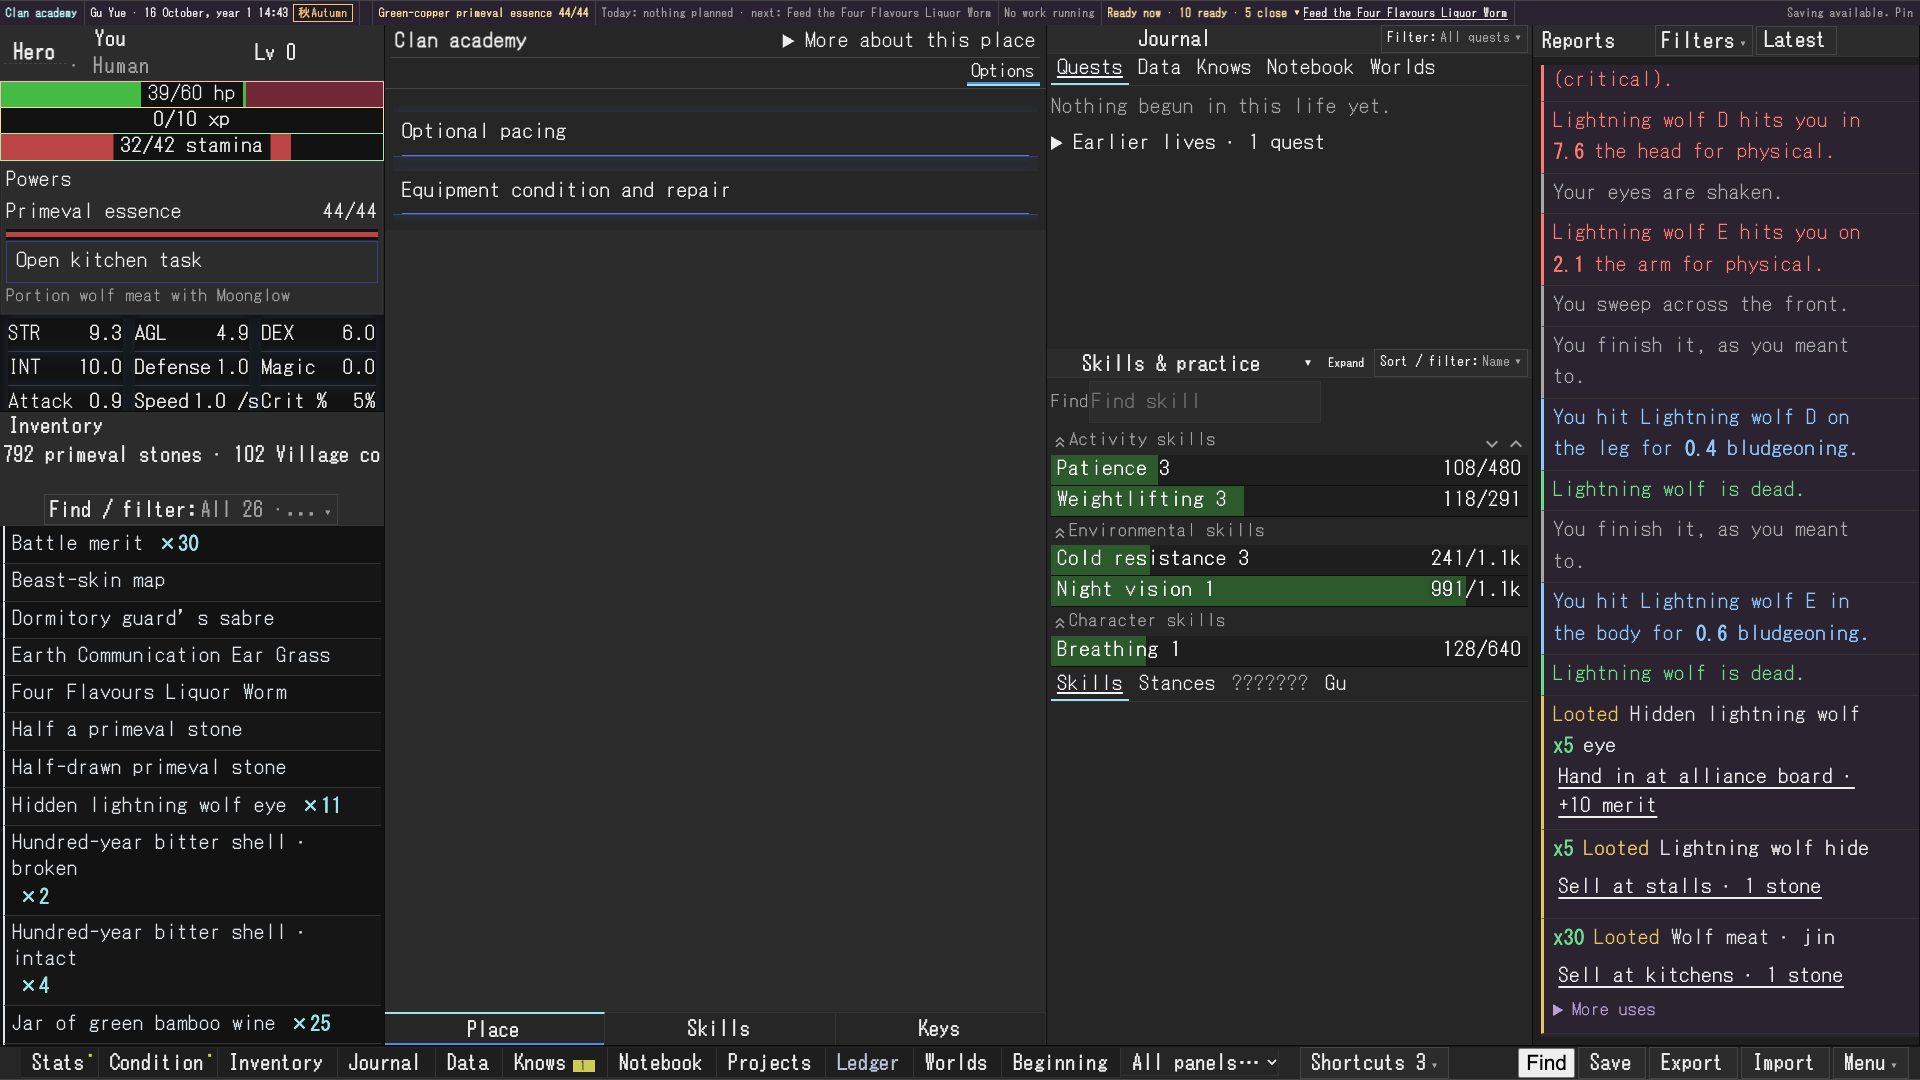 Clan academy
Gu Yue · 16 October, year 1 14:43
秋Autumn
Green-copper primeval essence 44/44
Today: nothing planned · next: Feed the Four Flavours Liquor Worm
No work running
Ready now · 10 ready · 5 close ▾ Feed the Four Flavours Liquor Worm
Saving available. Pin
Hero
You
Human
Lv 0
39/60 hp
0/10 xp
32/42 stamina
Powers
Primeval essence 44/44
Open kitchen task
Portion wolf meat with Moonglow
STR 9.3 AGL 4.9 DEX 6.0
INT 10.0 Defense 1.0 Magic 0.0
Attack 0.9 Speed 1.0 /s Crit % 5%
Inventory
792 primeval stones · 102 Village co
Find / filter: All 26 ·... ▾
Battle merit ×30
Beast-skin map
Dormitory guard's sabre
Earth Communication Ear Grass
Four Flavours Liquor Worm
Half a primeval stone
Half-drawn primeval stone
Hidden lightning wolf eye ×11
Hundred-year bitter shell ·
broken
×2
Hundred-year bitter shell ·
intact
×4
Jar of green bamboo wine ×25
Clan academy
▶ More about this place
Options
Optional pacing
Equipment condition and repair
Place
Skills
Keys
Journal
Filter: All quests ▾
Quests Data Knows Notebook Worlds
Nothing begun in this life yet.
▶ Earlier lives · 1 quest
Skills & practice ▾ Expand
Sort / filter: Name ▾
Find Find skill
Activity skills
Patience 3 108/480
Weightlifting 3 118/291
Environmental skills
Cold resistance 3 241/1.1k
Night vision 1 991/1.1k
Character skills
Breathing 1 128/640
Skills Stances ??????? Gu
Reports
Filters ▾
Latest
(critical).
Lightning wolf D hits you in
7.6 the head for physical.
Your eyes are shaken.
Lightning wolf E hits you on
2.1 the arm for physical.
You sweep across the front.
You finish it, as you meant
to.
You hit Lightning wolf D on
the leg for 0.4 bludgeoning.
Lightning wolf is dead.
You finish it, as you meant
to.
You hit Lightning wolf E in
the body for 0.6 bludgeoning.
Lightning wolf is dead.
Looted Hidden lightning wolf
x5 eye
Hand in at alliance board ·
+10 merit
x5 Looted Lightning wolf hide
Sell at stalls · 1 stone
x30 Looted Wolf meat · jin
Sell at kitchens · 1 stone
▶ More uses
Stats Condition Inventory Journal Data Knows 1 Notebook Projects Ledger Worlds Beginning All panels… Shortcuts 3 ▾ Find Save Export Import Menu ▾